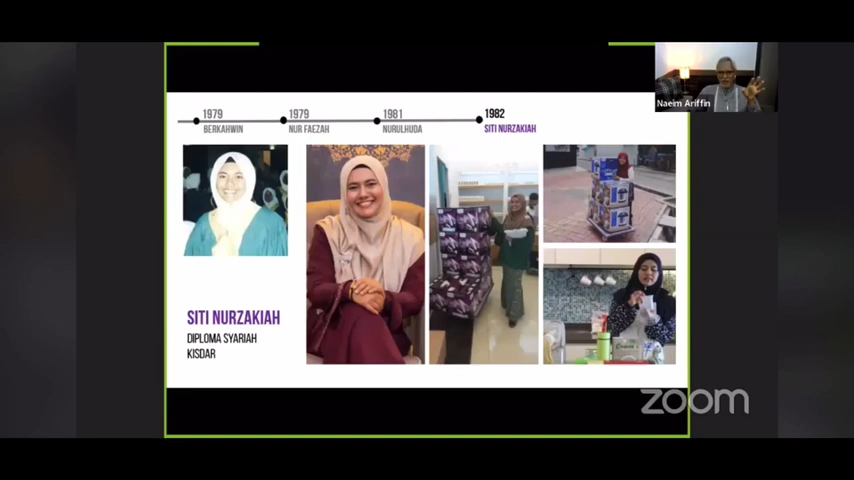 Naeim Ariffin
1979
BERKAHWIN
1979
NUR FAEZAH
1981
NURULHUDA
1982
SITI NURZAKIAH
SITI NURZAKIAH
DIPLOMA SYARIAH
KISDAR
zoom